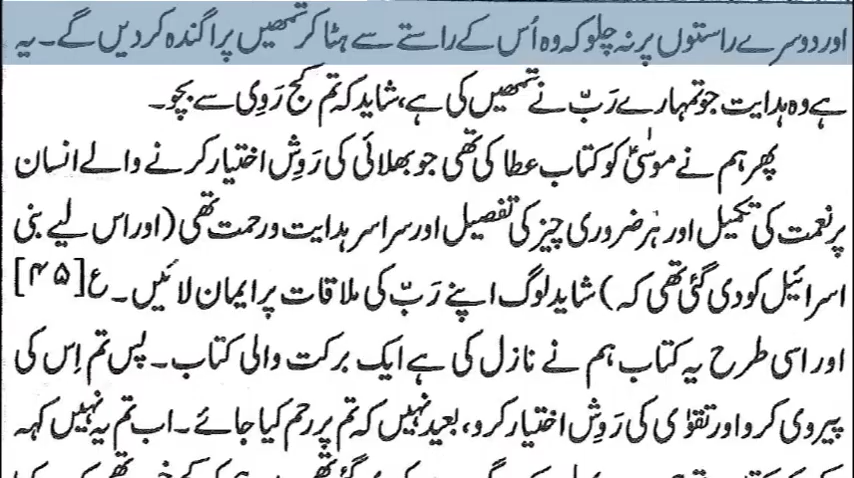 اور دوسرے راستوں پر نہ چلو کہ وہ اُس کے راستے سے ہٹا کر تمھیں پراگندہ کر دیں گے۔ یہ
ہے وہ ہدایت جو تمہارے رَبّ نے تمھیں کی ہے، شاید کہ تم کج رَوِی سے بچو۔
پھر ہم نے موسٰیؑ کو کتاب عطا کی تھی جو بھلائی کی رَوِش اختیار کرنے والے انسان
پر نعمت کی تکمیل اور ہر ضروری چیز کی تفصیل اور سراسر ہدایت و رحمت تھی (اور اس لیے بنی
اسرائیل کو دی گئی تھی کہ) شاید لوگ اپنے رَبّ کی ملاقات پر ایمان لائیں۔ ع[۴۵]
اور اسی طرح یہ کتاب ہم نے نازل کی ہے ایک برکت والی کتاب۔ پس تم اِس کی
پیروی کرو اور تقوٰی کی رَوِش اختیار کرو، بعید نہیں کہ تم پر رحم کیا جائے۔ اب تم یہ نہیں کہہ